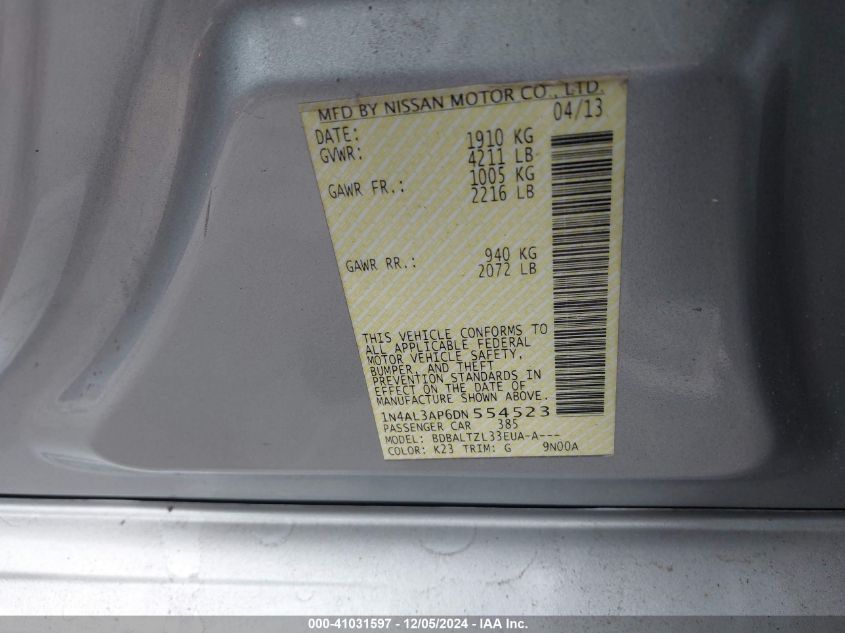 MFD BY NISSAN MOTOR CO., LTD.
DATE: 04/13
GVWR: 1910 KG
4211 LB
GAWR FR.: 1005 KG
2216 LB
GAWR RR.: 940 KG
2072 LB
THIS VEHICLE CONFORMS TO
ALL APPLICABLE FEDERAL
MOTOR VEHICLE SAFETY,
BUMPER, AND THEFT
PREVENTION STANDARDS IN
EFFECT ON THE DATE OF
MANUFACTURE SHOWN ABOVE.
1N4AL3AP6DN 554523
PASSENGER CAR 385
MODEL: BDBALTZL33EUA-A---
COLOR: K23 TRIM: G 9N00A
000-41031597 - 12/05/2024 - IAA Inc.